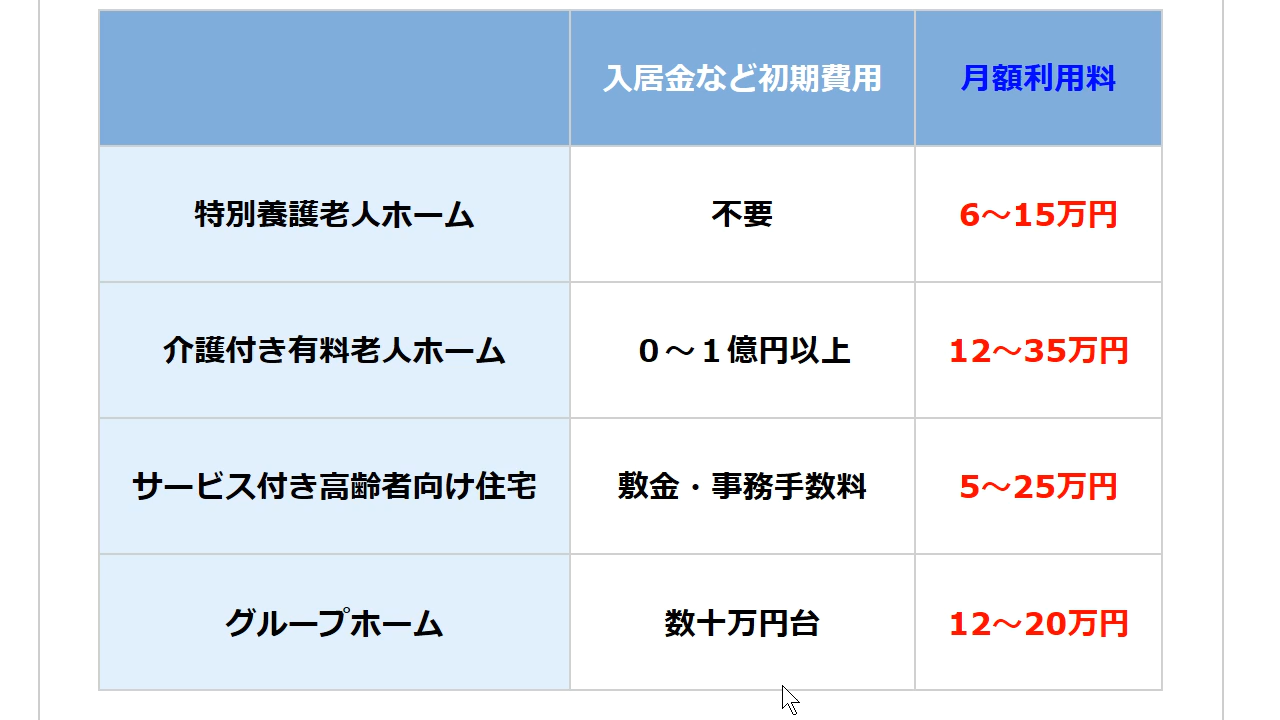 入居金など初期費用 月額利用料
特別養護老人ホーム 不要 6～15万円
介護付き有料老人ホーム ０～１億円以上 12～35万円
サービス付き高齢者向け住宅 敷金・事務手数料 5～25万円
グループホーム 数十万円台 12～20万円